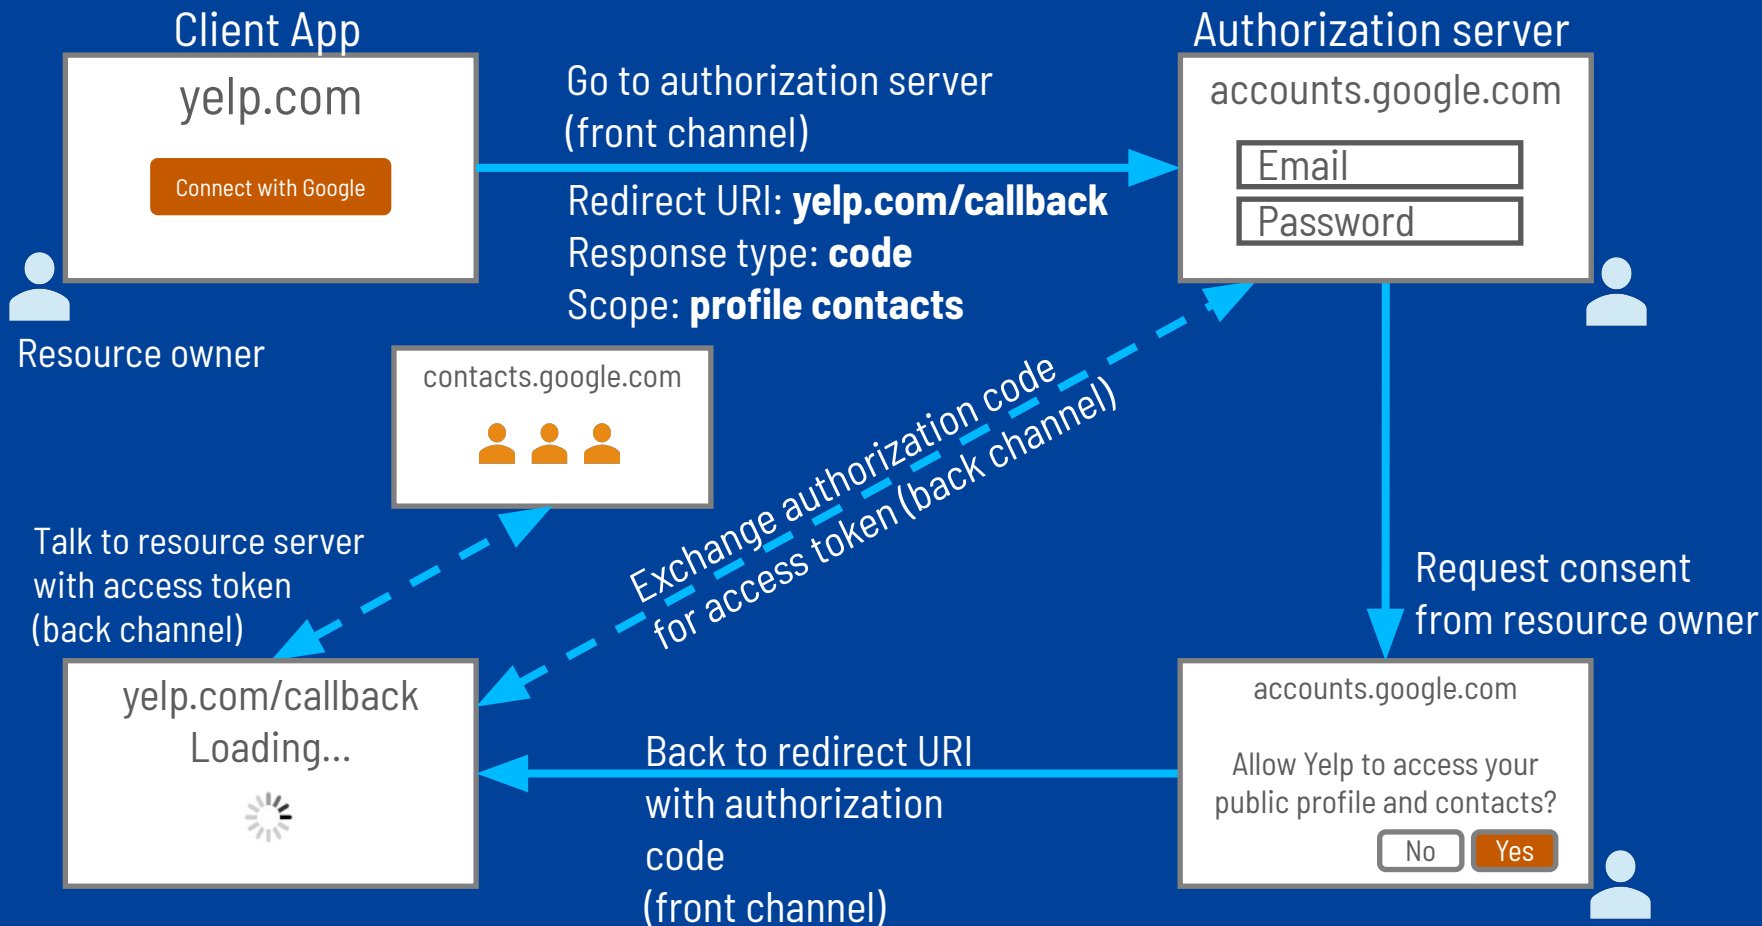 Client App
yelp.com
Connect with Google
Resource owner
Go to authorization server
(front channel)
Redirect URI: yelp.com/callback
Response type: code
Scope: profile contacts
Authorization server
accounts.google.com
Email
Password
contacts.google.com
Exchange authorization code
for access token (back channel)
Talk to resource server
with access token
(back channel)
Request consent
from resource owner
yelp.com/callback
Loading...
Back to redirect URI
with authorization
code
(front channel)
accounts.google.com
Allow Yelp to access your
public profile and contacts?
No
Yes